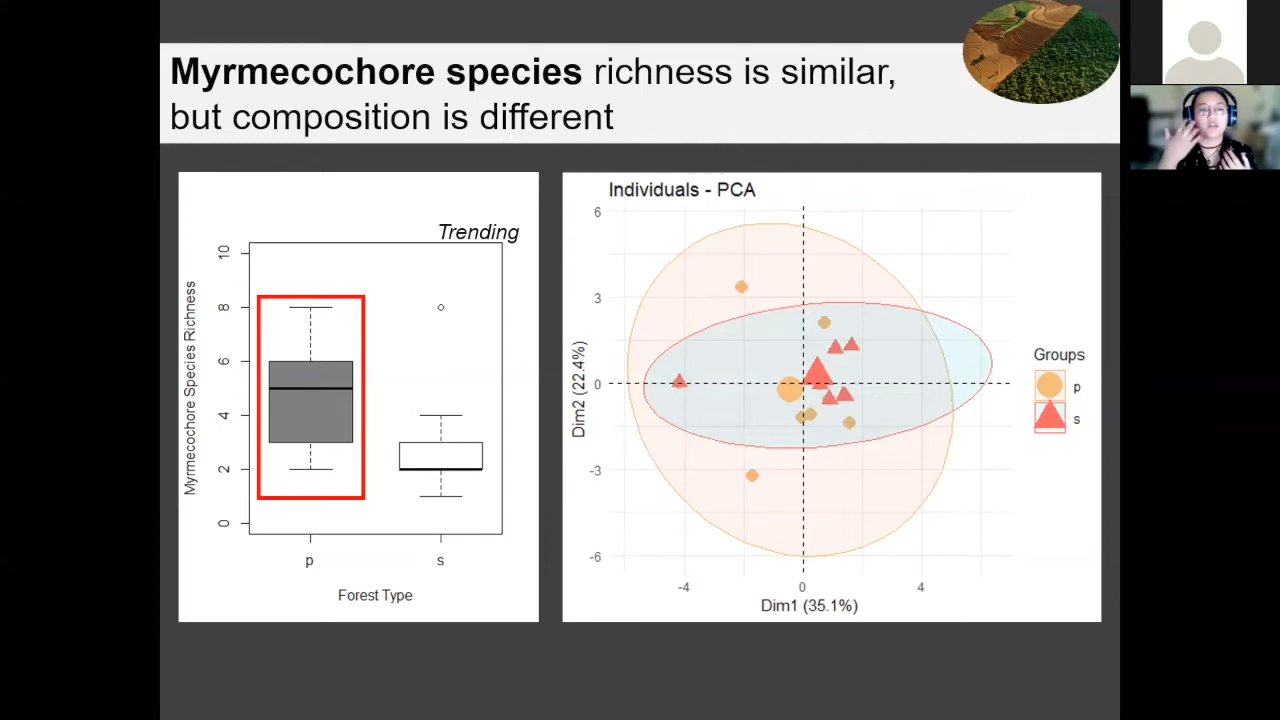 Myrmecochore species richness is similar,
but composition is different
Trending
Myrmecohore Species Richness
10
8
6
4
2
0
p
s
Forest Type
Individuals - PCA
Dim2 (22.4%)
6
3
0
-3
-6
-4
0
4
Dim1 (35.1%)
Groups
p
s